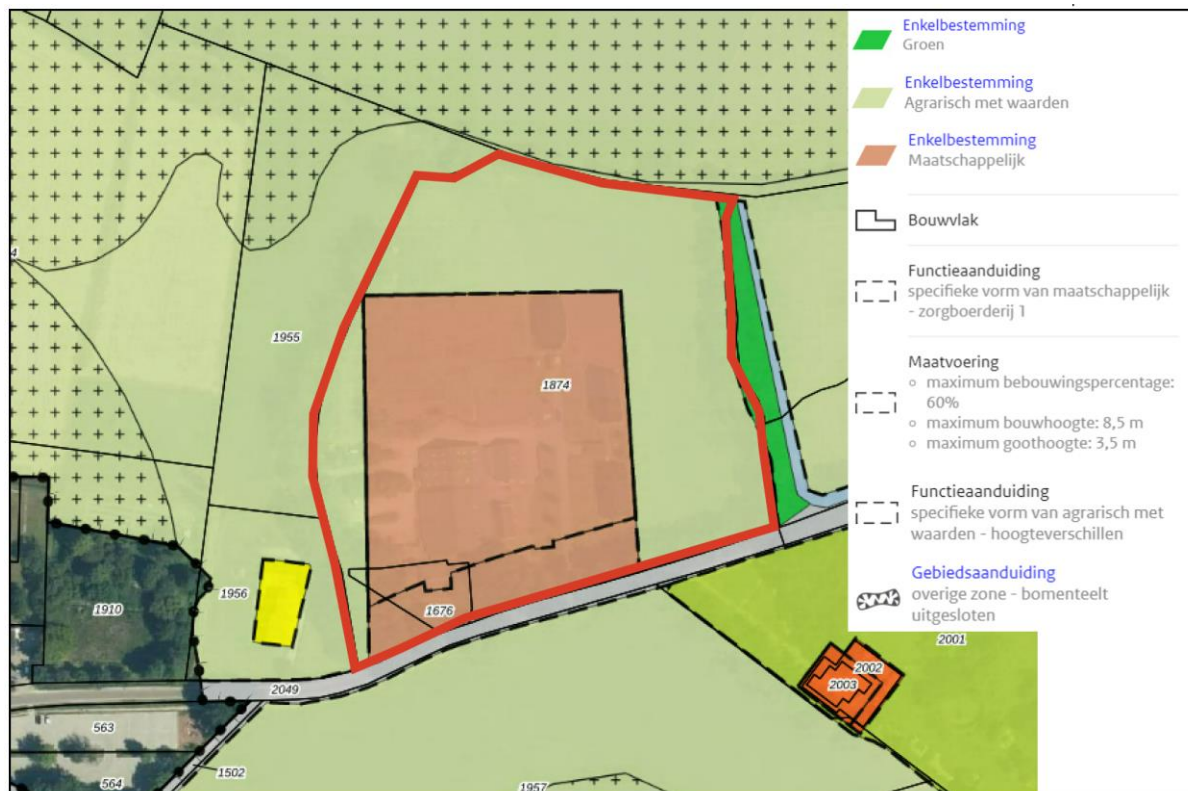 Enkelbestemming
Groen
Enkelbestemming
Agrarisch met waarden
Enkelbestemming
Maatschappelijk
Bouwvlak
Functieaanduiding
specifieke vorm van maatschappelijk
- zorgboerderij 1
Maatvoering
maximum bebouwingspercentage:
60%
maximum bouwhoogte: 8,5 m
maximum goothoogte: 3,5 m
Functieaanduiding
specifieke vorm van agrarisch met
waarden - hoogteverschillen
Gebiedsaanduiding
overige zone - bomenteelt
uitgesloten
4
1955
1874
1956
1910
1676
2001
2002
2003
2049
563
1502
564
1957